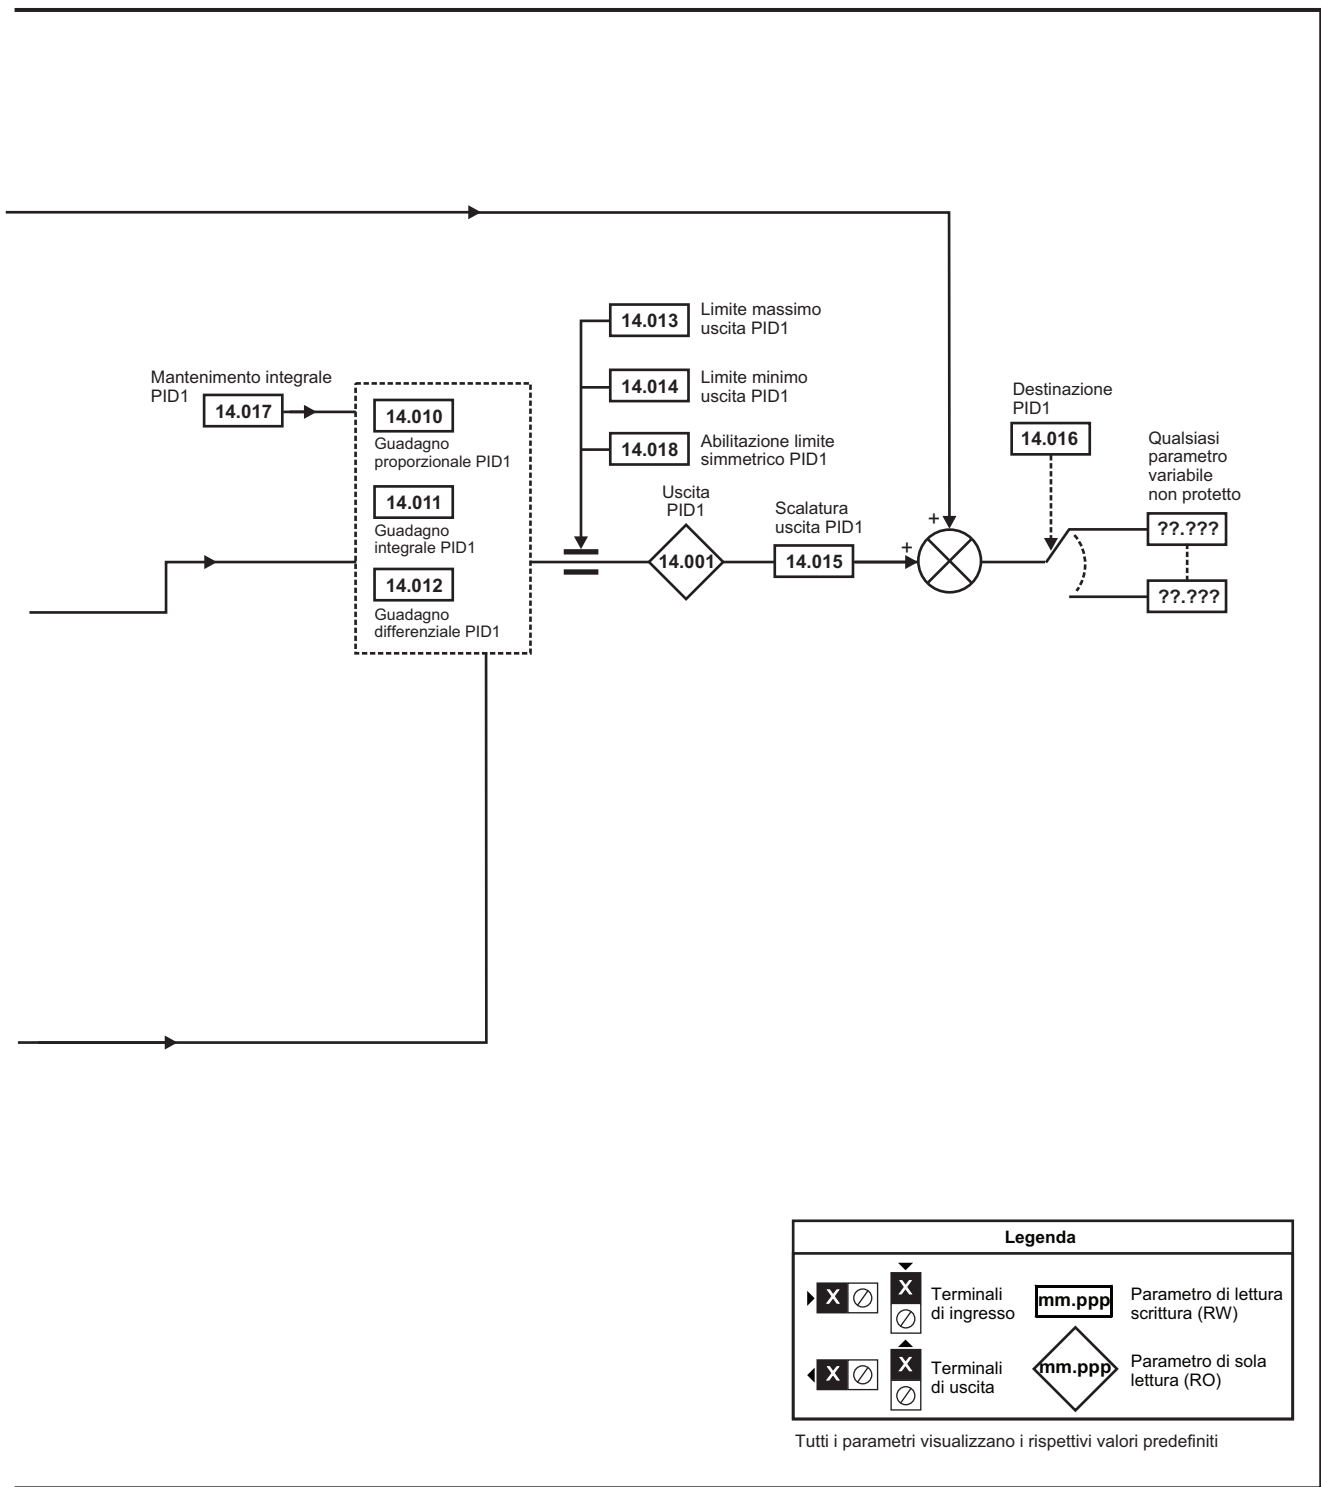 14.013
Limite massimo
uscita PID1
Mantenimento integrale
PID1
14.017
14.010
Guadagno
proporzionale PID1
14.011
Guadagno
integrale PID1
14.012
Guadagno
differenziale PID1
14.014
Limite minimo
uscita PID1
14.018
Abilitazione limite
simmetrico PID1
Uscita
PID1
14.001
Scalatura
uscita PID1
14.015
+
+
Destinazione
PID1
14.016
Qualsiasi
parametro
variabile
non protetto
??.???
??.???
Legenda
X
X
Terminali
di ingresso
mm.ppp
Parametro di lettura
scrittura (RW)
X
X
Terminali
di uscita
mm.ppp
Parametro di sola
lettura (RO)
Tutti i parametri visualizzano i rispettivi valori predefiniti